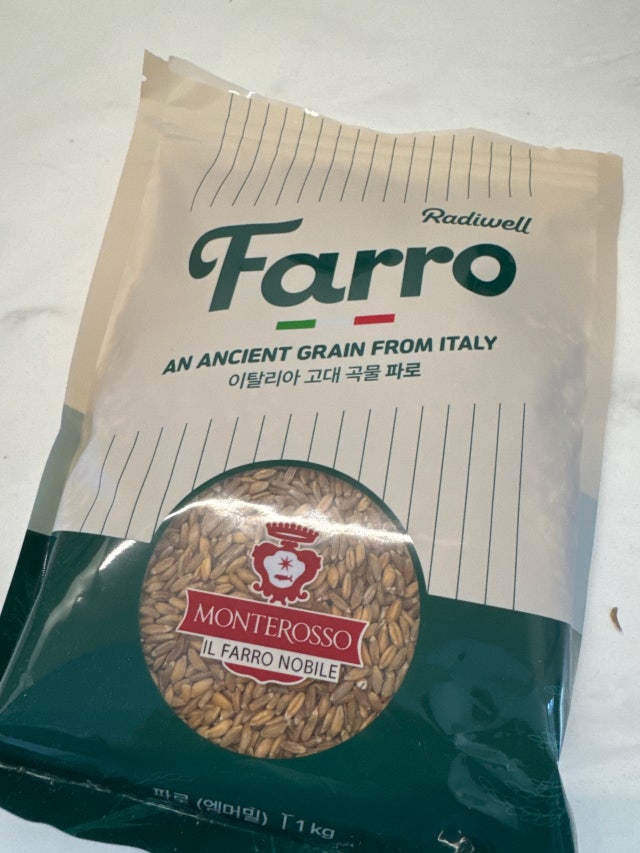 Radiwell
Farro
AN ANCIENT GRAIN FROM ITALY
이탈리아 고대 곡물 파로
MONTEROSSO
IL FARRO NOBILE
파로 (엠머밀) | 1kg